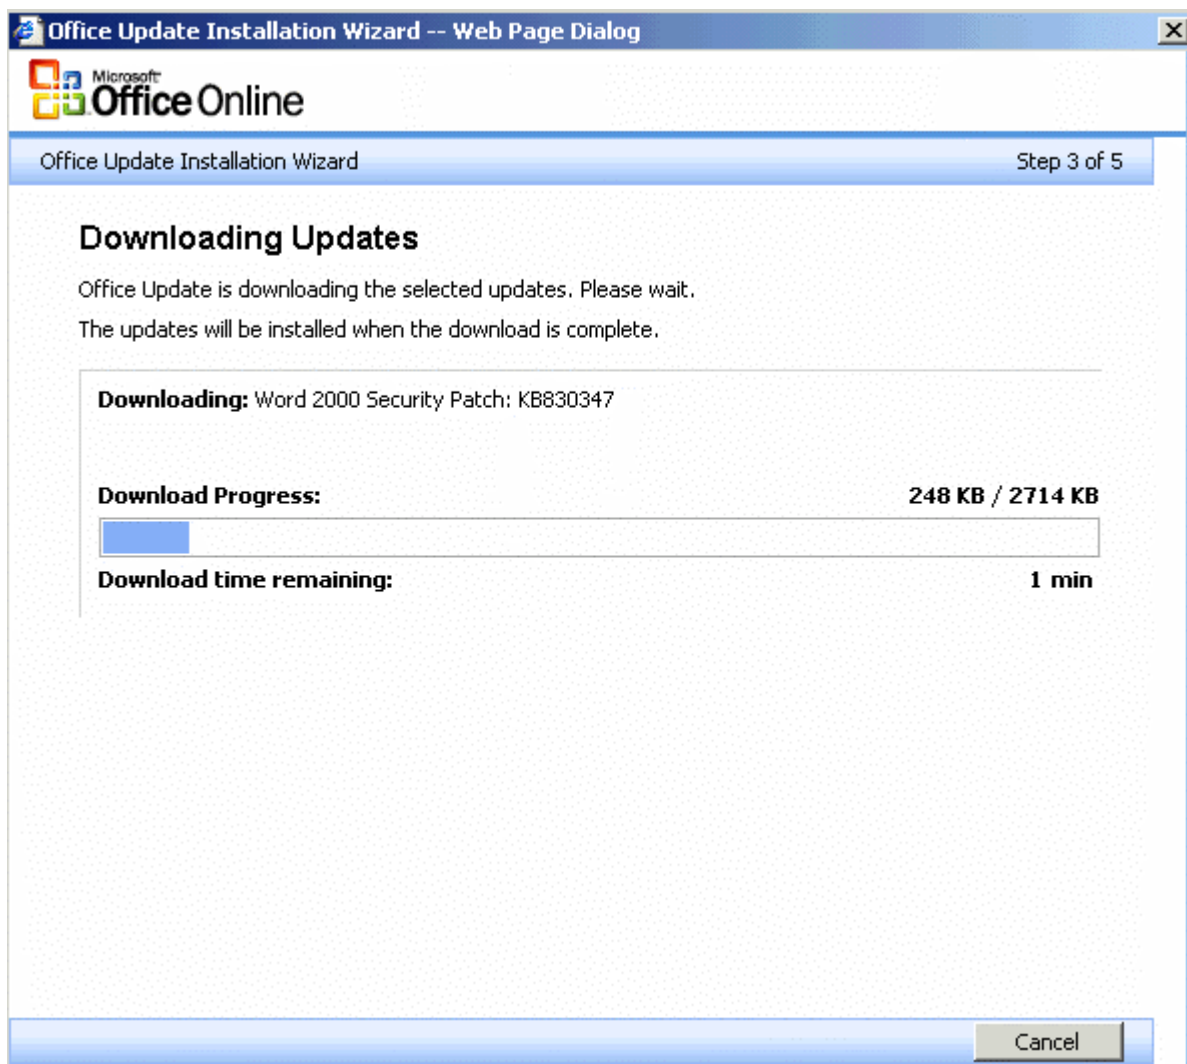 Office Update Installation Wizard -- Web Page Dialog
Microsoft
Office Online
Office Update Installation Wizard Step 3 of 5
Downloading Updates
Office Update is downloading the selected updates. Please wait.
The updates will be installed when the download is complete.
Downloading: Word 2000 Security Patch: KB830347
Download Progress: 248 KB / 2714 KB
Download time remaining: 1 min
Cancel